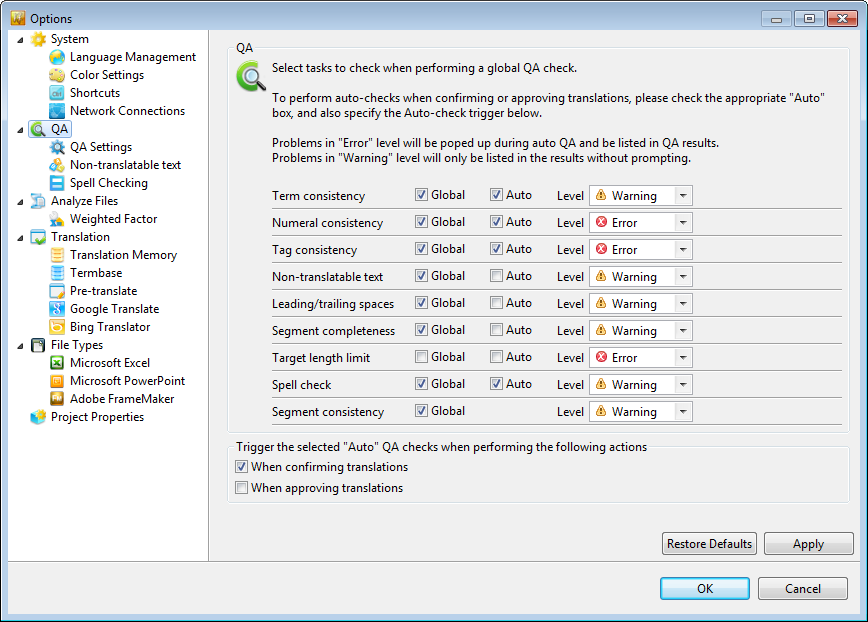 Options
System
Language Management
Color Settings
Shortcuts
Network Connections
QA
QA Settings
Non-translatable text
Spell Checking
Analyze Files
Weighted Factor
Translation
Translation Memory
Termbase
Pre-translate
Google Translate
Bing Translator
File Types
Microsoft Excel
Microsoft PowerPoint
Adobe FrameMaker
Project Properties
QA
Select tasks to check when performing a global QA check.
To perform auto-checks when confirming or approving translations, please check the appropriate "Auto"
box, and also specify the Auto-check trigger below.
Problems in "Error" level will be poped up during auto QA and be listed in QA results.
Problems in "Warning" level will only be listed in the results without prompting.
Term consistency Global Auto Level Warning
Numeral consistency Global Auto Level Error
Tag consistency Global Auto Level Error
Non-translatable text Global Auto Level Warning
Leading/trailing spaces Global Auto Level Warning
Segment completeness Global Auto Level Warning
Target length limit Global Auto Level Error
Spell check Global Auto Level Warning
Segment consistency Global Level Warning
Trigger the selected "Auto" QA checks when performing the following actions
When confirming translations
When approving translations
Restore Defaults Apply
OK Cancel